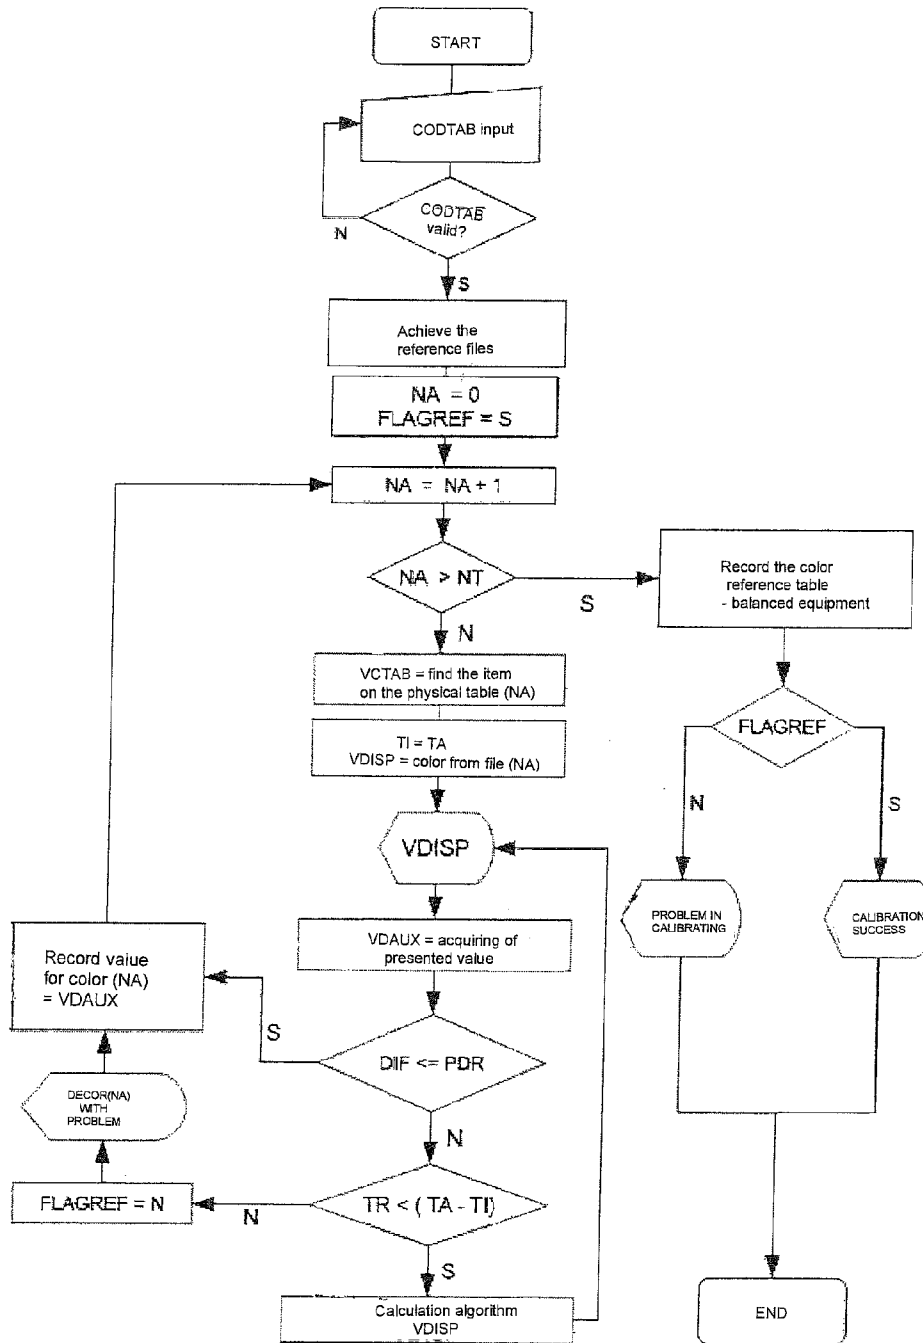 START
CODTAB input
CODTAB
valid?
N
S
Achieve the
reference files
NA = 0
FLAGREF = S
NA = NA + 1
NA > NT
S
N
Record the color
reference table
- balanced equipment
VCTAB = find the item
on the physical table (NA)
TI = TA
VDISP = color from file (NA)
FLAGREF
N
S
VDISP
PROBLEM IN
CALIBRATING
CALIBRATION
SUCCESS
VDAUX = acquiring of
presented value
Record value
for color (NA)
= VDAUX
S
DIF <= PDR
N
DECOR(NA)
WITH
PROBLEM
FLAGREF = N
N
TR < ( TA - TI)
S
Calculation algorithm
VDISP
END